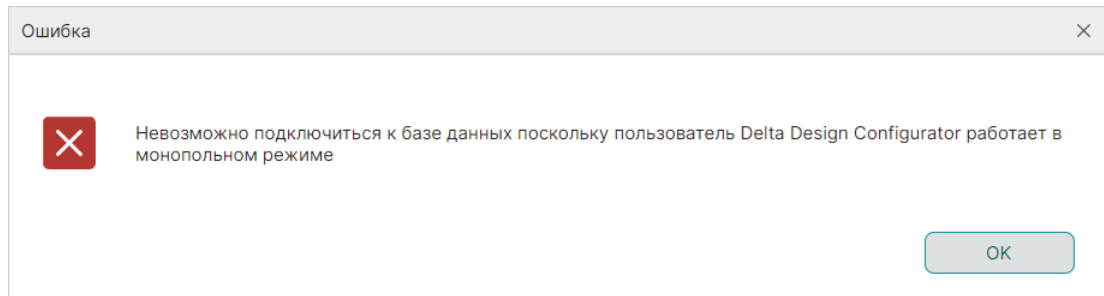 Ошибка
Невозможно подключиться к базе данных поскольку пользователь Delta Design Configurator работает в
монопольном режиме
OK